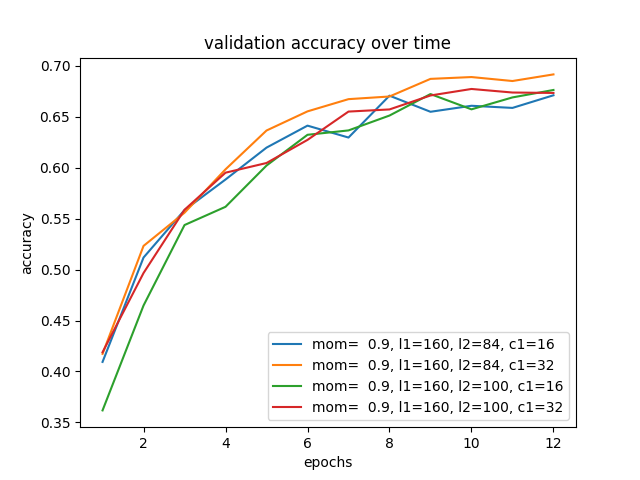 validation accuracy over time
accuracy
0.70
0.65
0.60
0.55
0.50
0.45
0.40
0.35
mom=  0.9, l1=160, l2=84, c1=16
mom=  0.9, l1=160, l2=84, c1=32
mom=  0.9, l1=160, l2=100, c1=16
mom=  0.9, l1=160, l2=100, c1=32
2 4 6 8 10 12
epochs